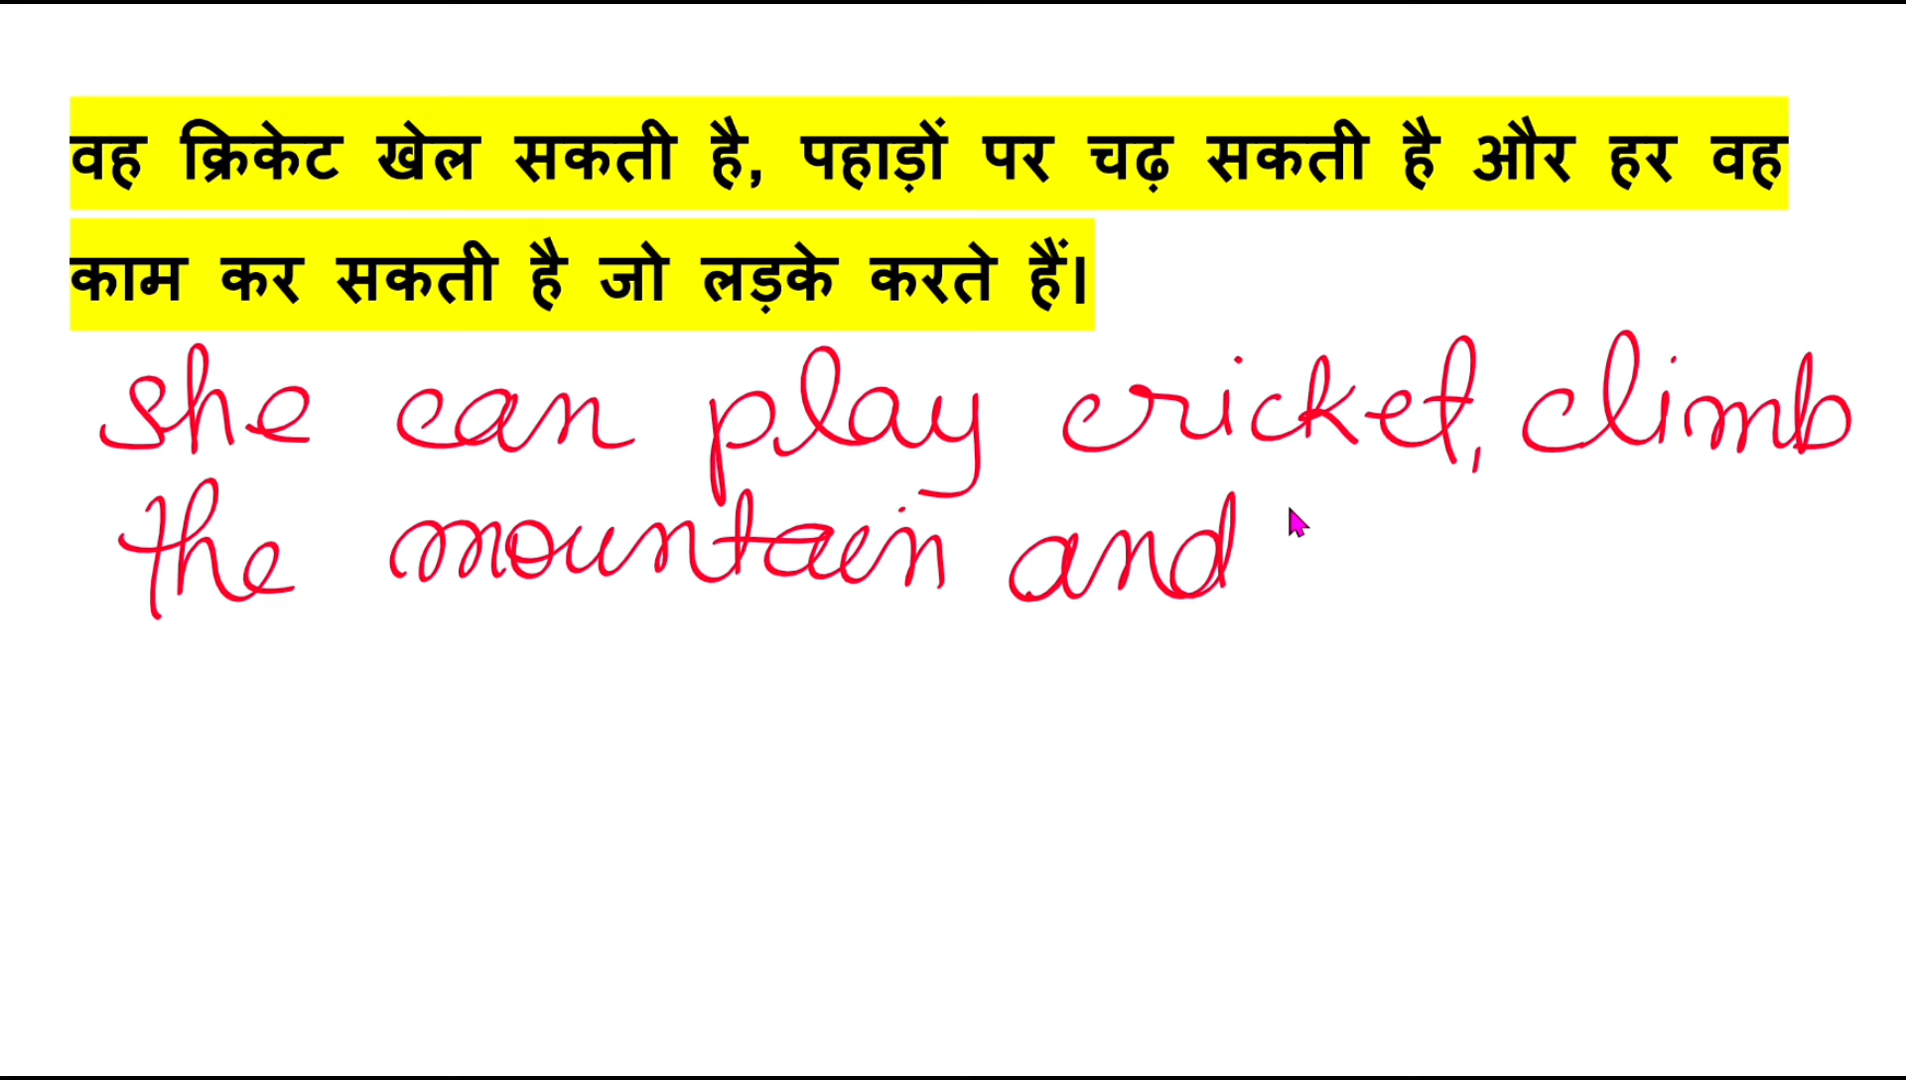 वह क्रिकेट खेल सकती है, पहाड़ों पर चढ़ सकती है और हर वह
काम कर सकती है जो लड़के करते हैं।
she can play cricket, climb
the mountain and